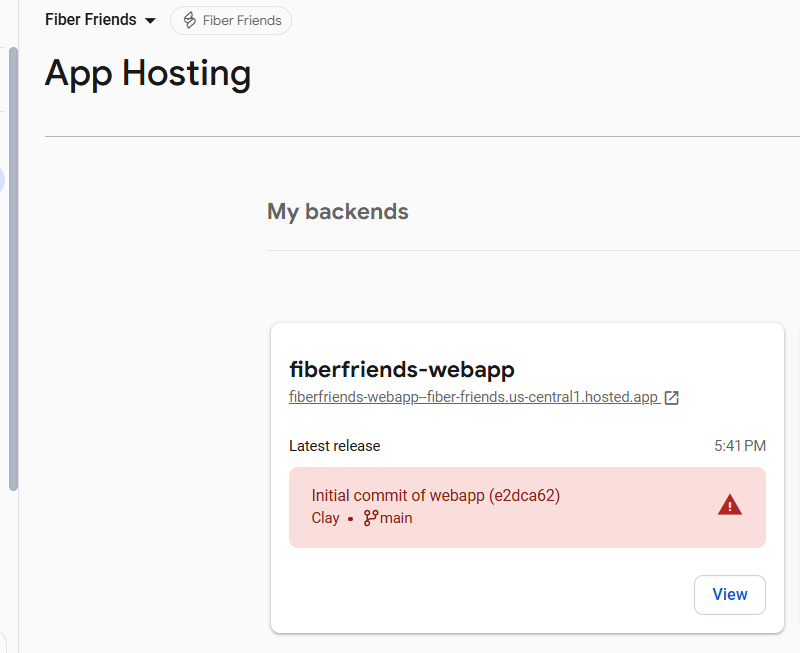 Fiber Friends Fiber Friends
App Hosting
My backends
fiberfriends-webapp
fiberfriends-webapp--fiber-friends.us-central1.hosted.app
Latest release 5:41 PM
Initial commit of webapp (e2dca62)
Clay • main
View